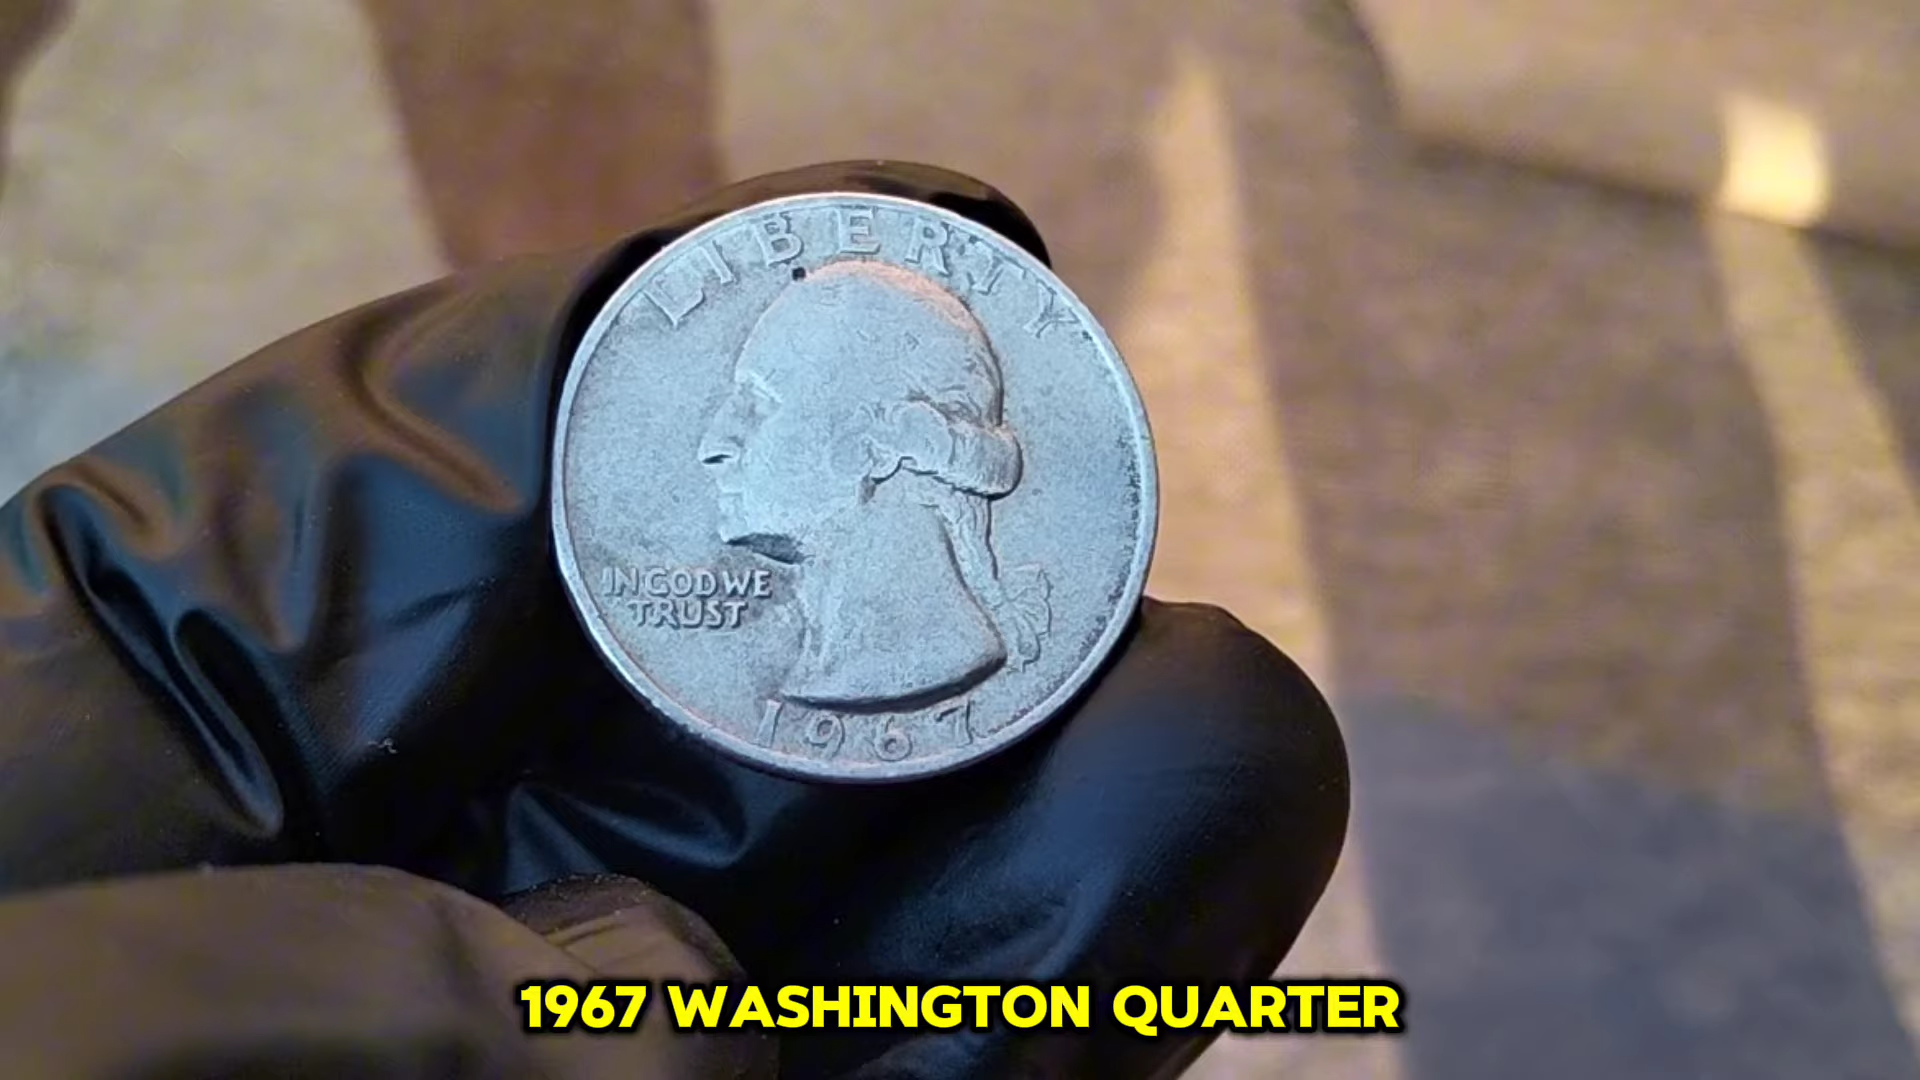 LIBERTY
IN GOD WE
TRUST
1967
1967 WASHINGTON QUARTER